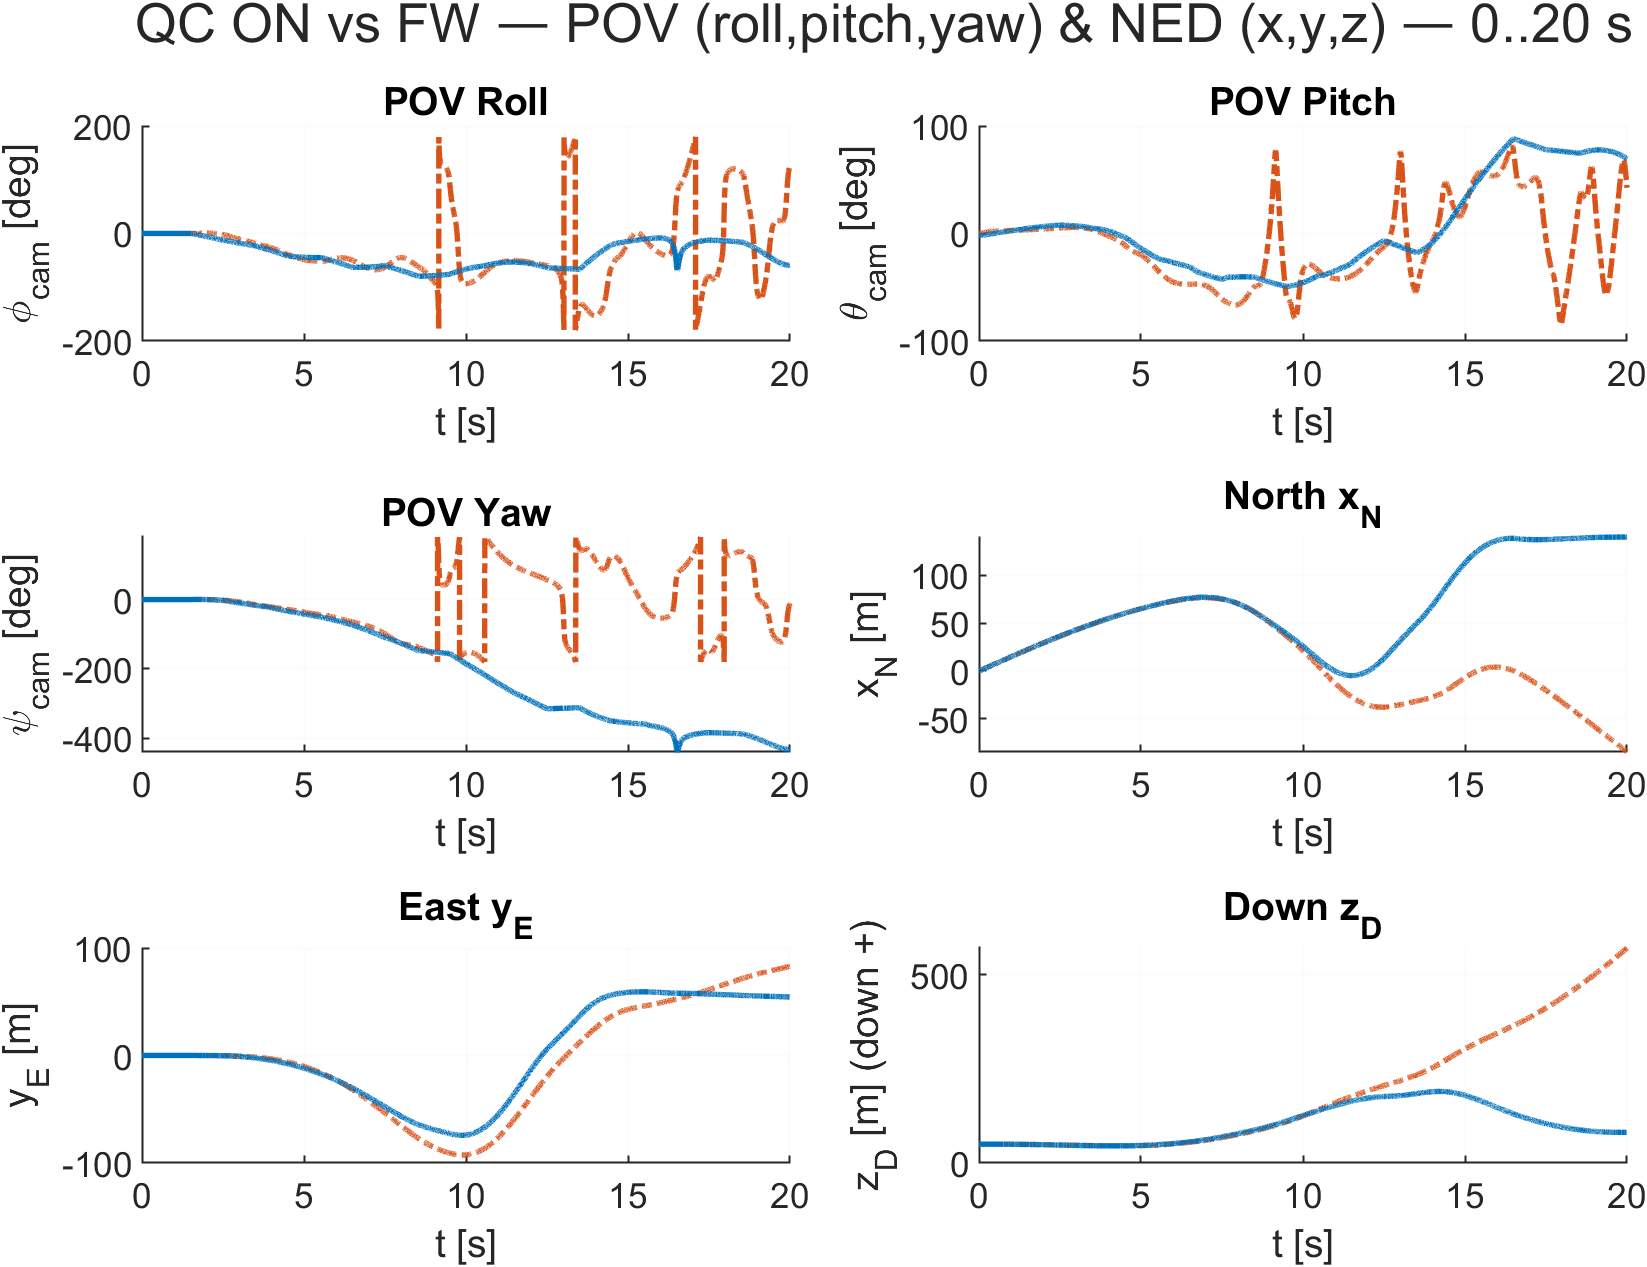 QC ON vs FW — POV (roll,pitch,yaw) & NED (x,y,z) — 0..20 s
POV Roll
200
0
-200
ϕcam [deg]
0 5 10 15 20
t [s]
POV Pitch
100
0
-100
θcam [deg]
0 5 10 15 20
t [s]
POV Yaw
0
-200
-400
ψcam [deg]
0 5 10 15 20
t [s]
North xN
100
50
0
-50
xN [m]
0 5 10 15 20
t [s]
East yE
100
0
-100
yE [m]
0 5 10 15 20
t [s]
Down zD
500
0
zD [m] (down +)
0 5 10 15 20
t [s]